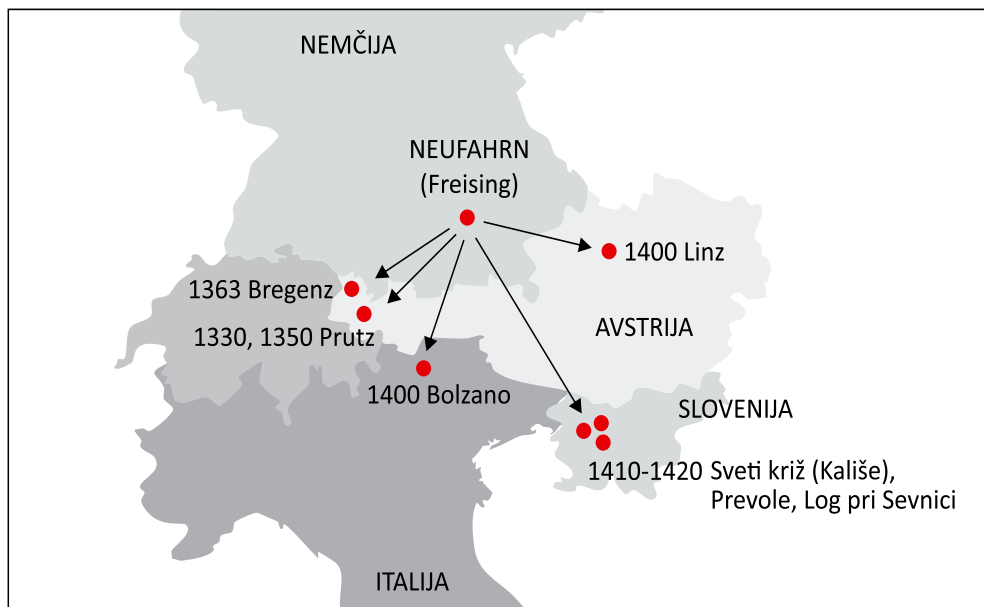 NEMČIJA
NEUFAHRN
(Freising)
1400 Linz
1363 Bregenz
1330, 1350 Prutz
AVSTRIJA
1400 Bolzano
SLOVENIJA
1410-1420 Sveti križ (Kališe),
Prevole, Log pri Sevnici
ITALIJA